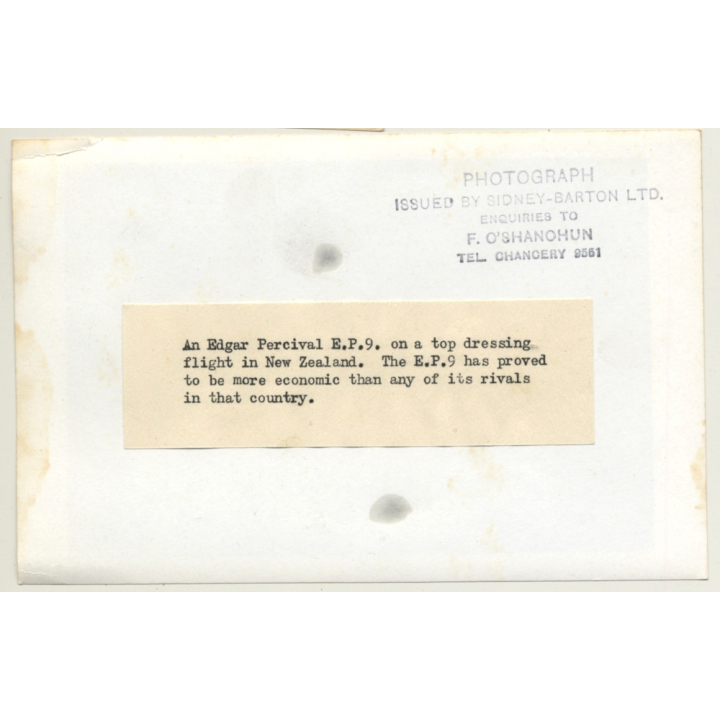 PHOTOGRAPH
ISSUED BY SIDNEY-BARTON LTD.
ENQUIRIES TO
F. O'SHANOHUN
TEL. CHANCERY 9561
An Edgar Percival E.P.9. on a top dressing
flight in New Zealand. The E.P.9 has proved
to be more economic than any of its rivals
in that country.